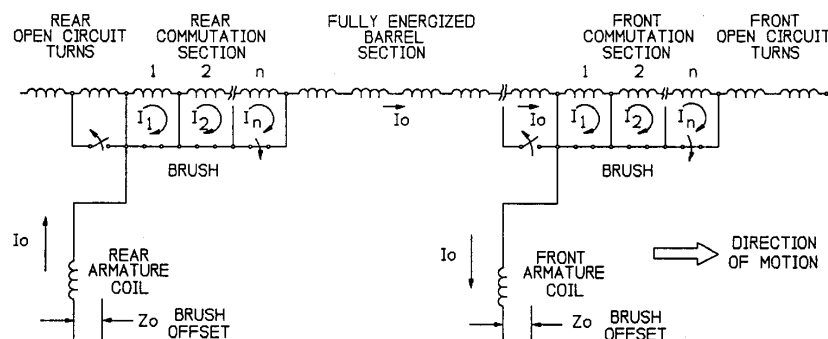 REAR
OPEN CIRCUIT
TURNS
REAR
COMMUTATION
SECTION
FULLY ENERGIZED
BARREL
SECTION
FRONT
COMMUTATION
SECTION
FRONT
OPEN CIRCUIT
TURNS
1 2 n
1 2 n
I1 I2 In
Io
Io
I1 I2 In
BRUSH
BRUSH
Io
REAR
ARMATURE
COIL
Io
FRONT
ARMATURE
COIL
DIRECTION
OF MOTION
Zo BRUSH
OFFSET
Zo BRUSH
OFFSET